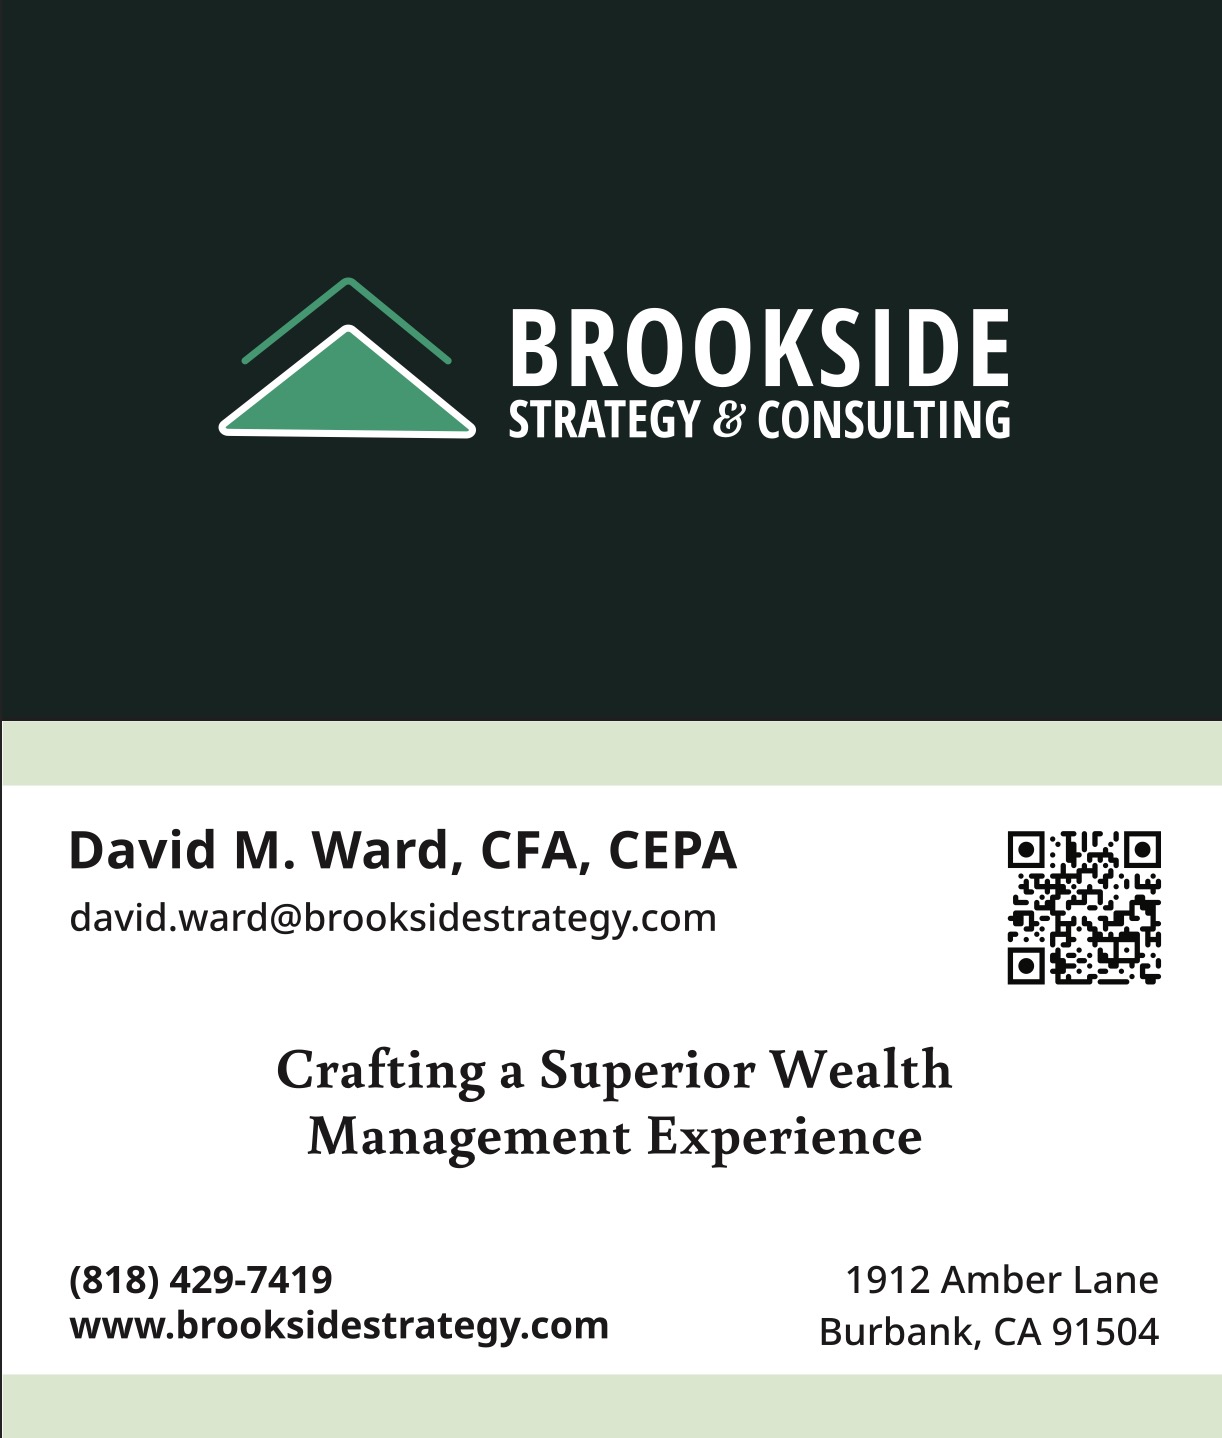 BROOKSIDE
STRATEGY & CONSULTING
David M. Ward, CFA, CEPA
david.ward@brooksidestrategy.com
Crafting a Superior Wealth
Management Experience
(818) 429-7419
www.brooksidestrategy.com
1912 Amber Lane
Burbank, CA 91504